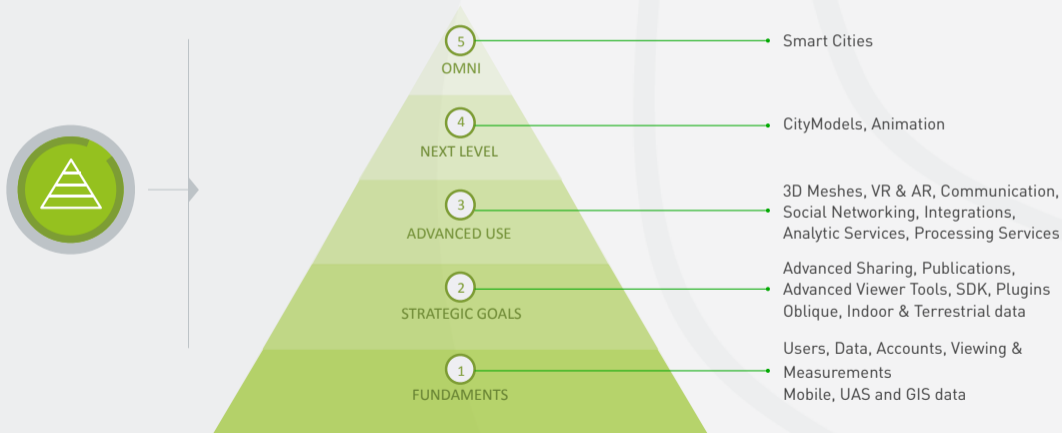 5
OMNI
Smart Cities
4
NEXT LEVEL
CityModels, Animation
3
ADVANCED USE
3D Meshes, VR & AR, Communication,
Social Networking, Integrations,
Analytic Services, Processing Services
2
STRATEGIC GOALS
Advanced Sharing, Publications,
Advanced Viewer Tools, SDK, Plugins
Oblique, Indoor & Terrestrial data
1
FUNDAMENTS
Users, Data, Accounts, Viewing &
Measurements
Mobile, UAS and GIS data